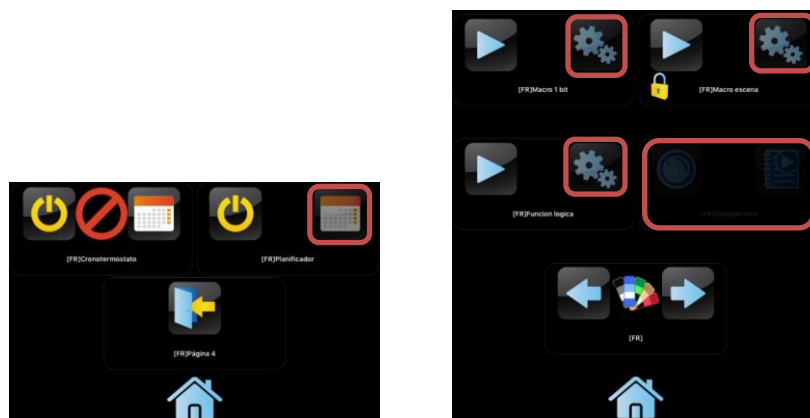 [FR]Cronotermostato
[FR]Planificador
[FR]Página 4
[FR]Macro 1 bit
[FR]Macro escena
[FR]Funcion logica
[FR]